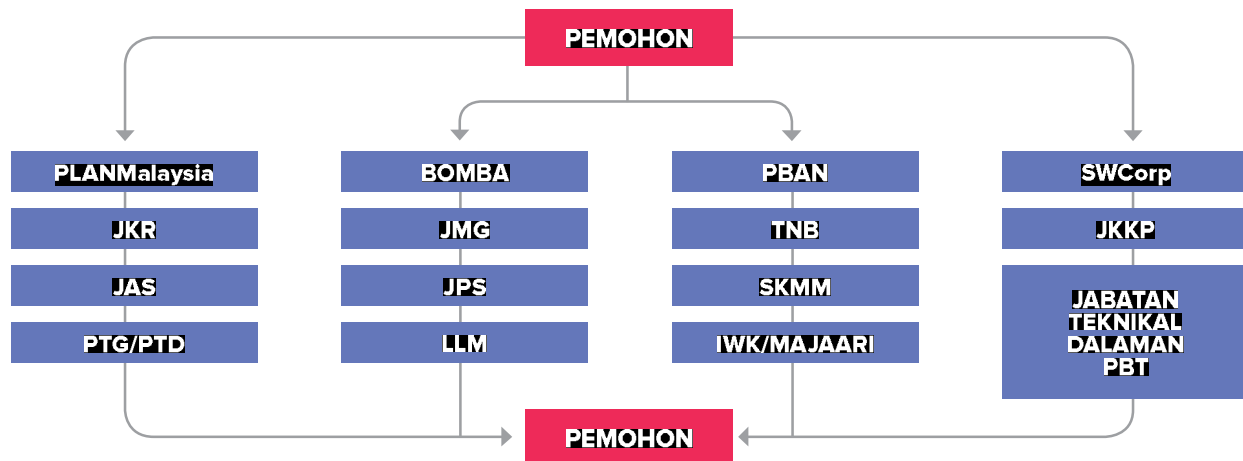 PEMOHON
PLANMalaysia
BOMBA
PBAN
SWCorp
JKR
JMG
TNB
JKKP
JAS
JPS
SKMM
JABATAN
TEKNIKAL
DALAMAN
PBT
PTG/PTD
LLM
IWK/MAJAARI
PEMOHON